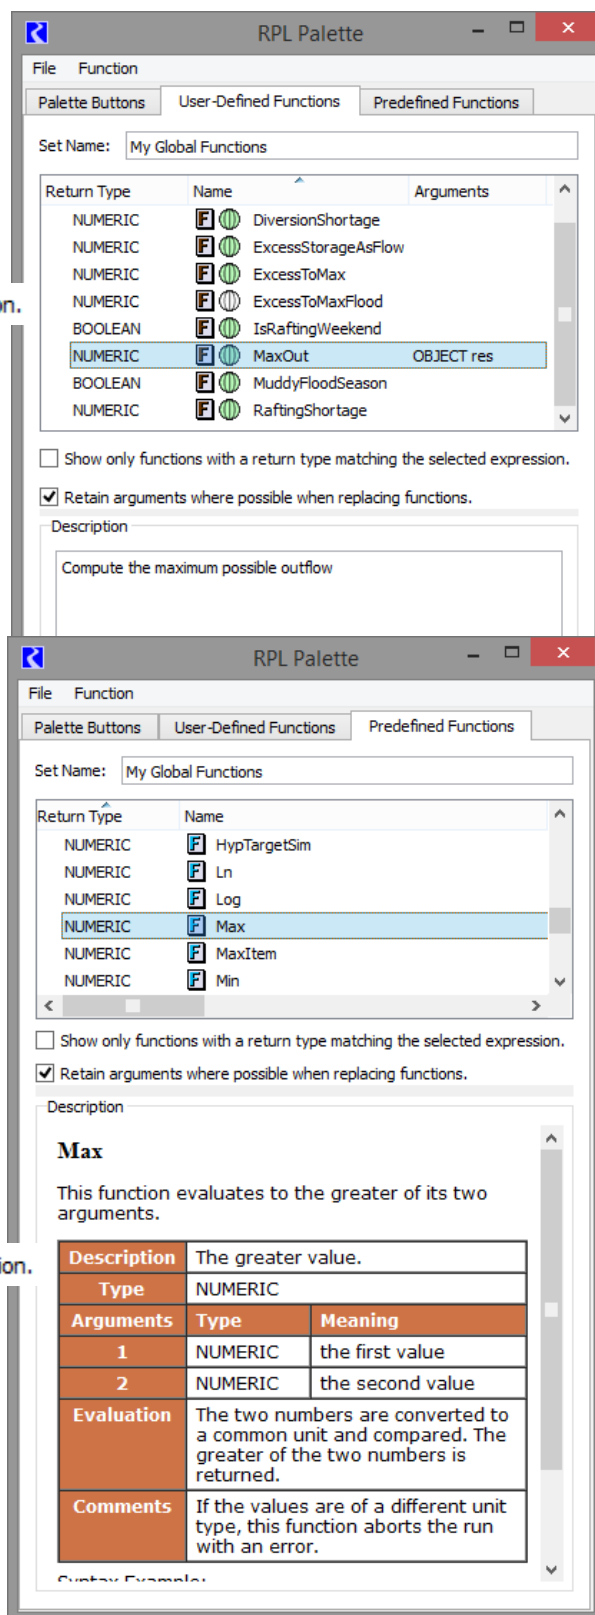 RPL Palette
File Function
Palette Buttons User-Defined Functions Predefined Functions
Set Name: My Global Functions
Return Type Name Arguments
NUMERIC F DiversionShortage
NUMERIC F ExcessStorageAsFlow
NUMERIC F ExcessToMax
on.
NUMERIC F ExcessToMaxFlood
BOOLEAN F IsRaftingWeekend
NUMERIC F MaxOut OBJECT res
BOOLEAN F MuddyFloodSeason
NUMERIC F RaftingShortage
Show only functions with a return type matching the selected expression.
Retain arguments where possible when replacing functions.
Description
Compute the maximum possible outflow
RPL Palette
File Function
Palette Buttons User-Defined Functions Predefined Functions
Set Name: My Global Functions
Return Type Name
NUMERIC F HypTargetSim
NUMERIC F Ln
NUMERIC F Log
NUMERIC F Max
NUMERIC F MaxItem
NUMERIC F Min
Show only functions with a return type matching the selected expression.
Retain arguments where possible when replacing functions.
Description
Max
This function evaluates to the greater of its two
arguments.
ion.
Description The greater value.
Type NUMERIC
Arguments Type Meaning
1 NUMERIC the first value
2 NUMERIC the second value
Evaluation The two numbers are converted to
a common unit and compared. The
greater of the two numbers is
returned.
Comments If the values are of a different unit
type, this function aborts the run
with an error.
Syntax Example: